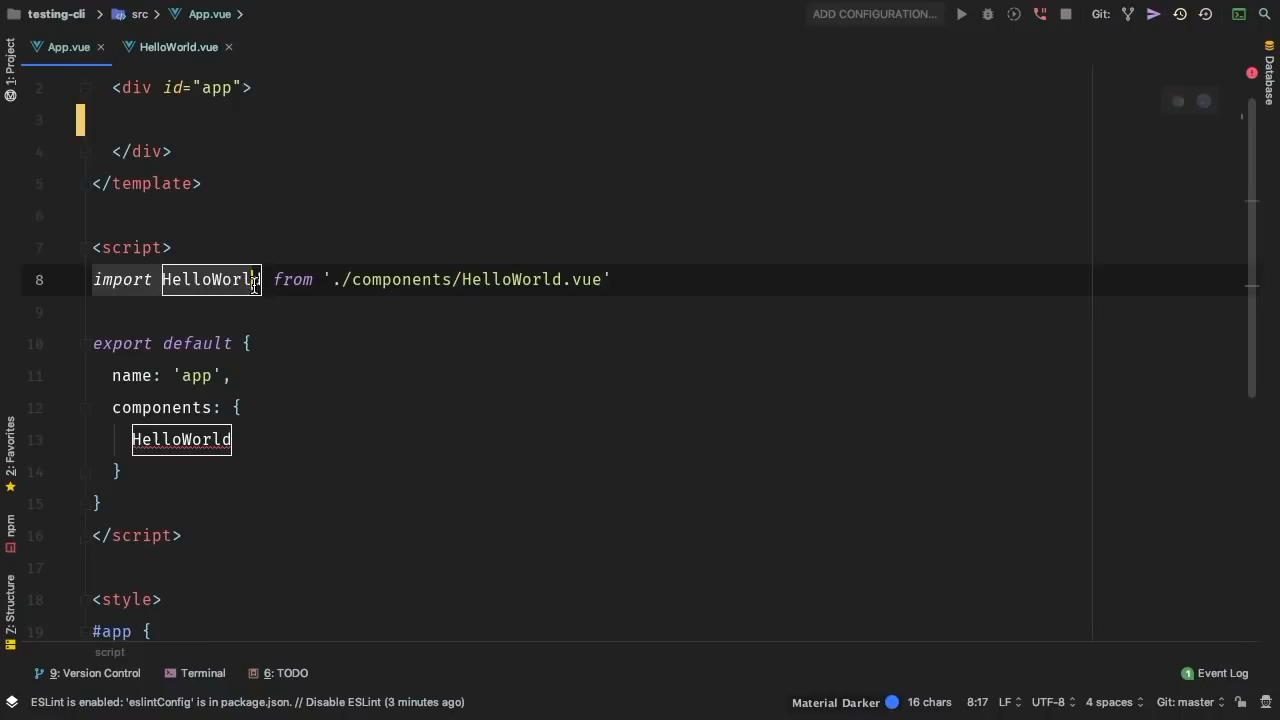 testing-cli
src
App.vue
ADD CONFIGURATION...
Git:
App.vue
HelloWorld.vue
1: Project
Database
2 <div id="app">
3
4 </div>
5 </template>
6
7 <script>
8 import HelloWorld from './components/HelloWorld.vue'
9
10 export default {
11 name: 'app',
12 components: {
13 HelloWorld
14 }
15 }
16 </script>
17
18 <style>
19 #app {
2: Favorites
npm
7: Structure
script
9: Version Control
Terminal
6: TODO
1 Event Log
ESLint is enabled: 'eslintConfig' is in package.json. // Disable ESLint (3 minutes ago)
Material Darker
16 chars
8:17
LF
UTF-8
4 spaces
Git: master